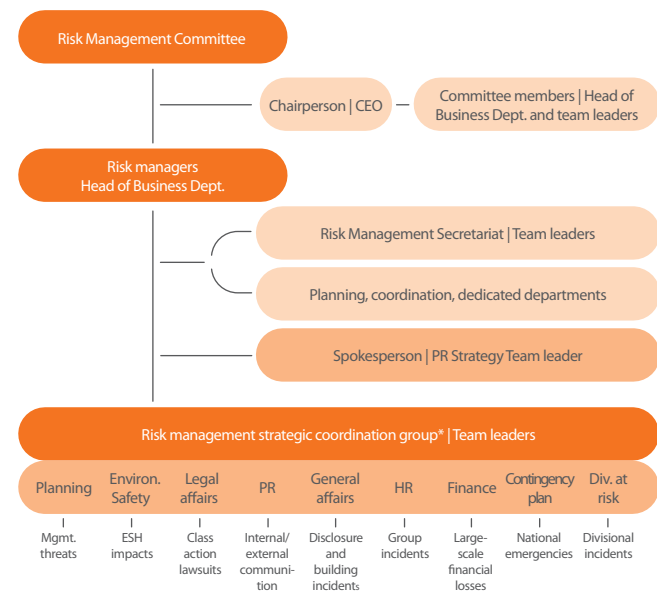 Risk Management Committee
Chairperson | CEO
Committee members | Head of
Business Dept. and team leaders
Risk managers
Head of Business Dept.
Risk Management Secretariat | Team leaders
Planning, coordination, dedicated departments
Spokesperson | PR Strategy Team leader
Risk management strategic coordination group* | Team leaders
Planning
Environ.
Safety
Legal
affairs
PR
General
affairs
HR
Finance
Contingency
plan
Div. at
risk
Mgmt.
threats
ESH
impacts
Class
action
lawsuits
Internal/
external
communi-
tion
Disclosure
and
building
incidents
Group
incidents
Large-
scale
financial
losses
National
emergencies
Divisional
incidents